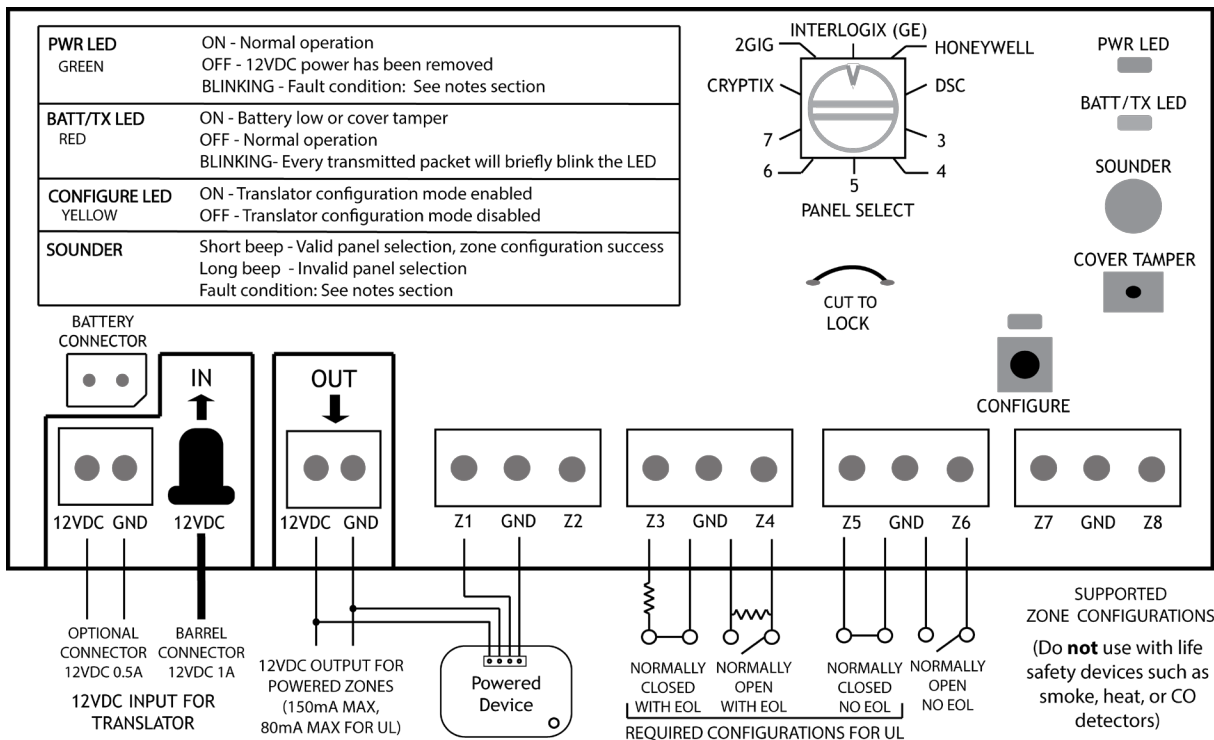 PWR LED ON - Normal operation
GREEN OFF - 12VDC power has been removed
BLINKING - Fault condition: See notes section
BATT/TX LED ON - Battery low or cover tamper
RED OFF - Normal operation
BLINKING- Every transmitted packet will briefly blink the LED
CONFIGURE LED ON - Translator configuration mode enabled
YELLOW OFF - Translator configuration mode disabled
SOUNDER Short beep - Valid panel selection, zone configuration success
Long beep - Invalid panel selection
Fault condition: See notes section
INTERLOGIX (GE)
2GIG HONEYWELL
CRYPTIX DSC
7 3
6 4
5
PANEL SELECT
CUT TO
LOCK
PWR LED
BATT/TX LED
SOUNDER
COVER TAMPER
CONFIGURE
BATTERY
CONNECTOR
IN
OUT
12VDC GND 12VDC 12VDC GND Z1 GND Z2 Z3 GND Z4 Z5 GND Z6 Z7 GND Z8
OPTIONAL
CONNECTOR
12VDC 0.5A
BARREL
CONNECTOR
12VDC 1A
12VDC INPUT FOR
TRANSLATOR
12VDC OUTPUT FOR
POWERED ZONES
(150mA MAX,
80mA MAX FOR UL)
Powered
Device
NORMALLY
CLOSED
WITH EOL
NORMALLY
OPEN
WITH EOL
NORMALLY
CLOSED
NO EOL
NORMALLY
OPEN
NO EOL
REQUIRED CONFIGURATIONS FOR UL
SUPPORTED
ZONE CONFIGURATIONS
(Do not use with life
safety devices such as
smoke, heat, or CO
detectors)